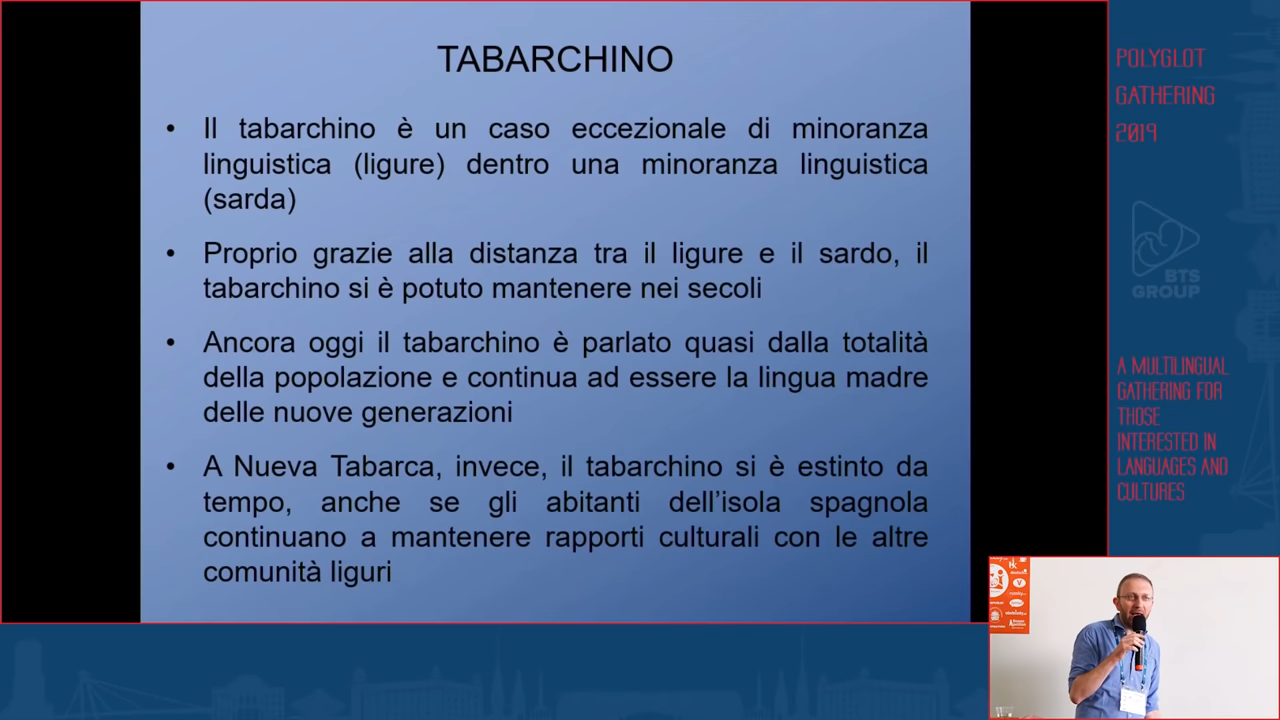 TABARCHINO
• Il tabarchino è un caso eccezionale di minoranza
linguistica (ligure) dentro una minoranza linguistica
(sarda)
• Proprio grazie alla distanza tra il ligure e il sardo, il
tabarchino si è potuto mantenere nei secoli
• Ancora oggi il tabarchino è parlato quasi dalla totalità
della popolazione e continua ad essere la lingua madre
delle nuove generazioni
• A Nueva Tabarca, invece, il tabarchino si è estinto da
tempo, anche se gli abitanti dell’isola spagnola
continuano a mantenere rapporti culturali con le altre
comunità liguri
POLYGLOT
GATHERING
2019
BTS
GROUP
A MULTILINGUAL
GATHERING FOR
THOSE
INTERESTED IN
LANGUAGES AND
CULTURES